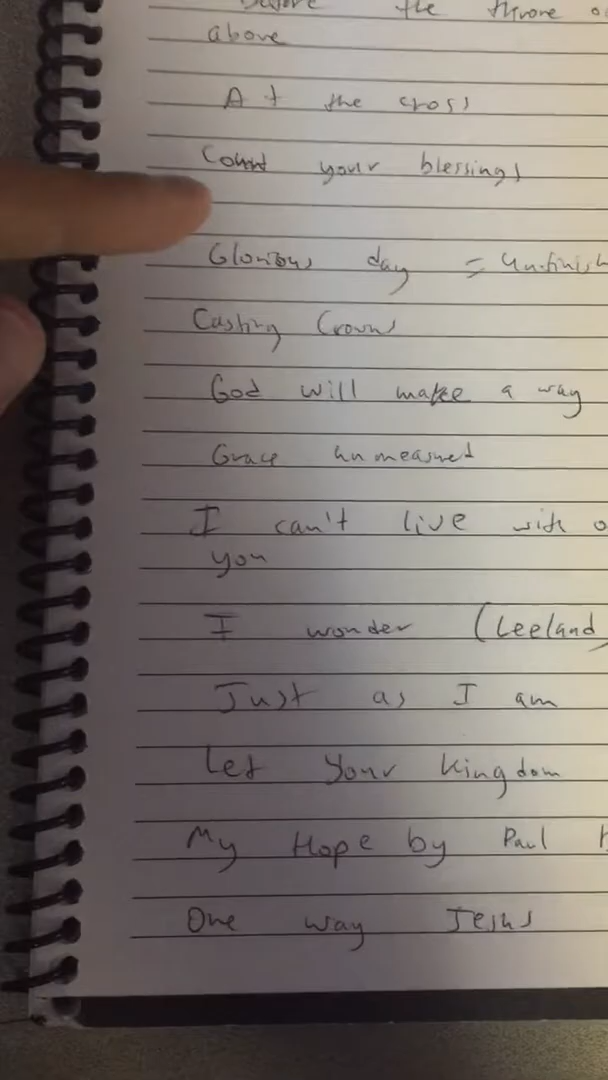 Before the throne o
above
At the cross
Count your blessings
Glorious day = unfinish
Casting Crowns
God will make a way
Grace unmeasured
I can't live with o
you
I wonder (Leeland)
Just as I am
Let your kingdom
My Hope by Paul
One way Jesus